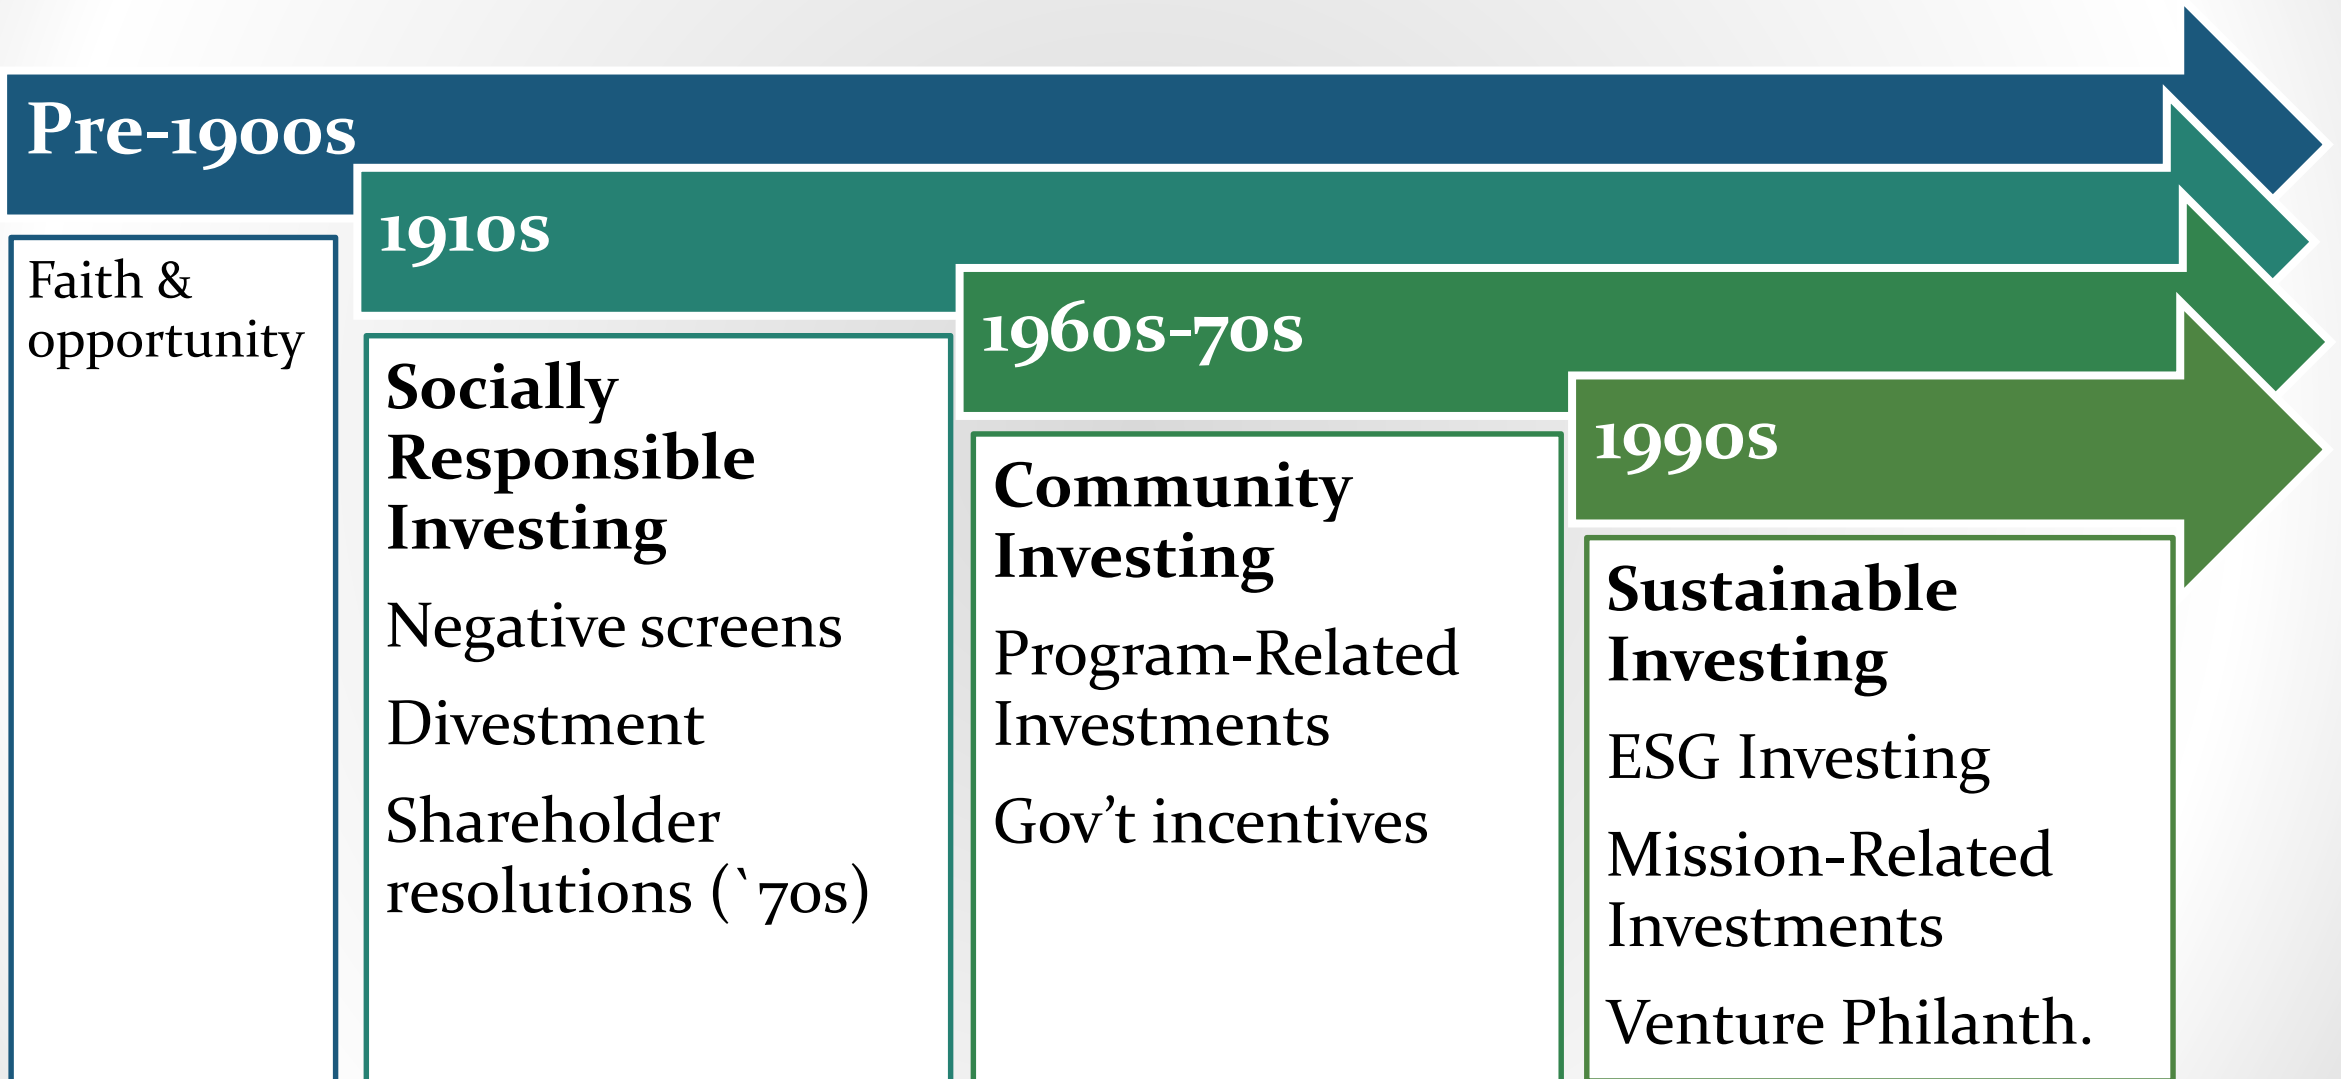 Pre-1900s
Faith &
opportunity
1910s
Socially
Responsible
Investing
Negative screens
Divestment
Shareholder
resolutions (`70s)
1960s-70s
Community
Investing
Program-Related
Investments
Gov’t incentives
1990s
Sustainable
Investing
ESG Investing
Mission-Related
Investments
Venture Philanth.